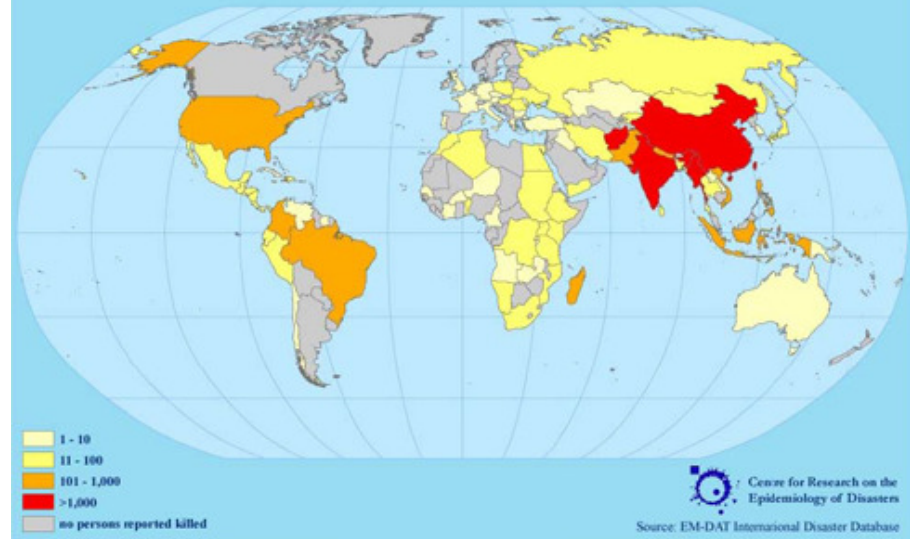 1 - 10
11 - 100
101 - 1,000
>1,000
no persons reported killed
Centre for Research on the
Epidemiology of Disasters
Source: EM-DAT International Disaster Database